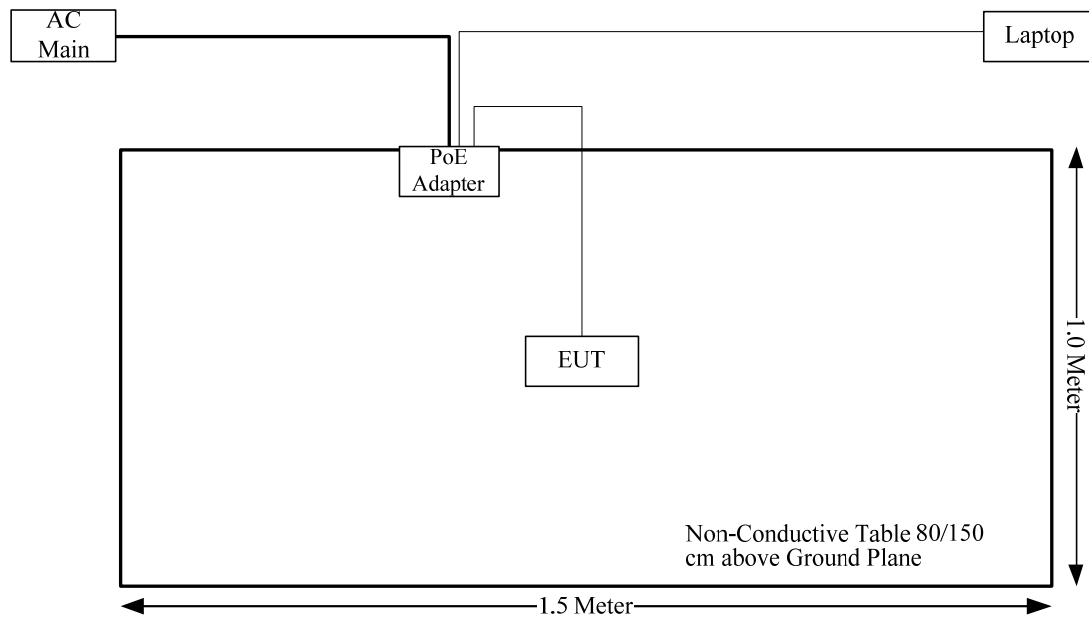 AC
Main
Laptop
PoE
Adapter
EUT
1.0 Meter
Non-Conductive Table 80/150
cm above Ground Plane
1.5 Meter